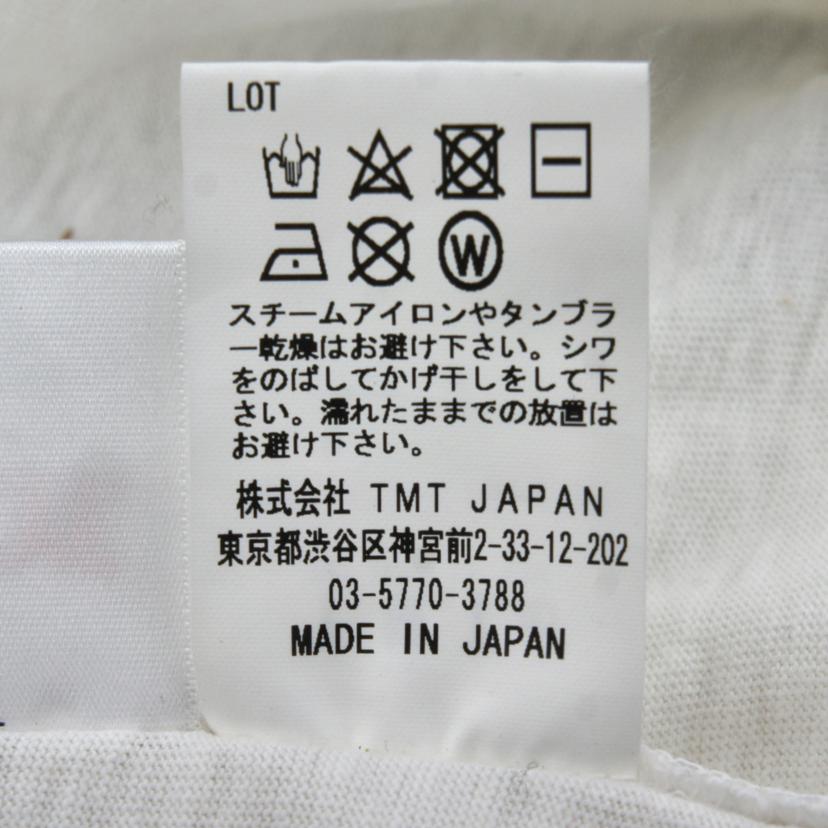 LOT
W
スチームアイロンやタンブラ
ー乾燥はお避け下さい。シワ
をのばしてかげ干しをして下
さい。濡れたままでの放置は
お避け下さい。
株式会社 TMT JAPAN
東京都渋谷区神宮前2-33-12-202
03-5770-3788
MADE IN JAPAN